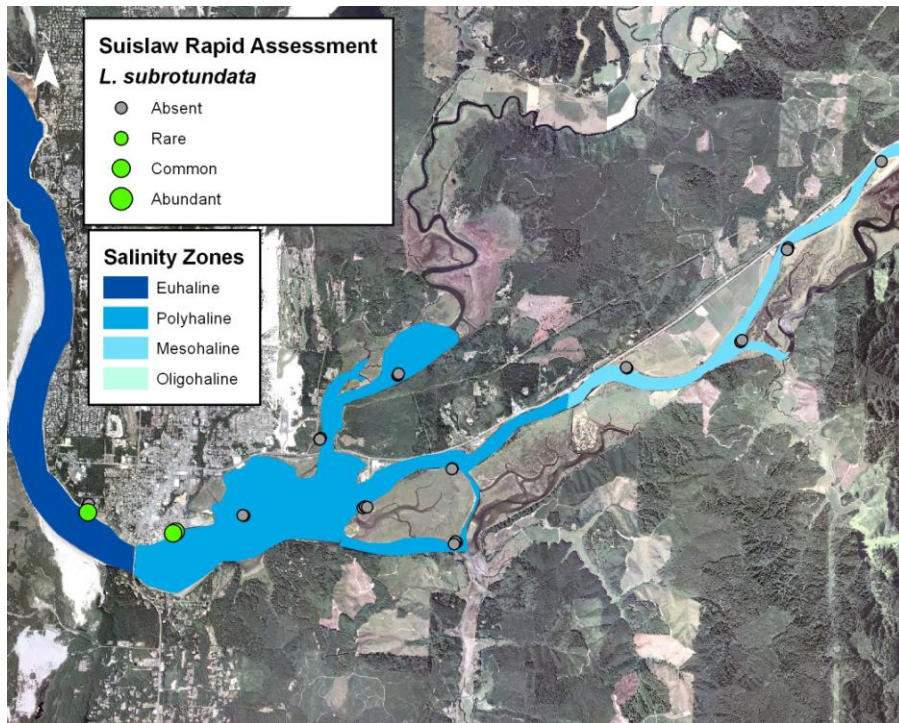 Suislaw Rapid Assessment
L. subrotundata
Absent
Rare
Common
Abundant
Salinity Zones
Euhaline
Polyhaline
Mesohaline
Oligohaline